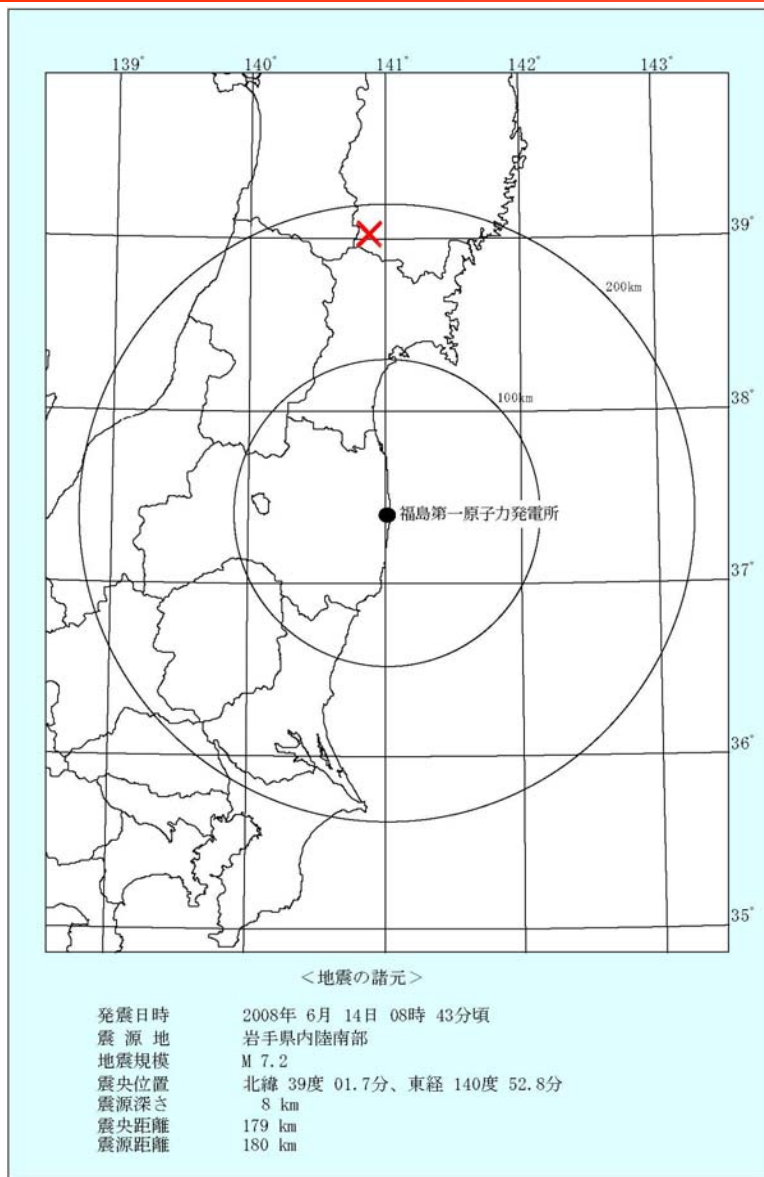 139° 140° 141° 142° 143°
39°
200km
38°
100km
福島第一原子力発電所
37°
36°
35°
＜地震の諸元＞
発震日時 2008年 6月 14日 08時 43分頃
震 源 地 岩手県内陸南部
地震規模 M 7.2
震央位置 北緯 39度 01.7分、東経 140度 52.8分
震源深さ 8 km
震央距離 179 km
震源距離 180 km